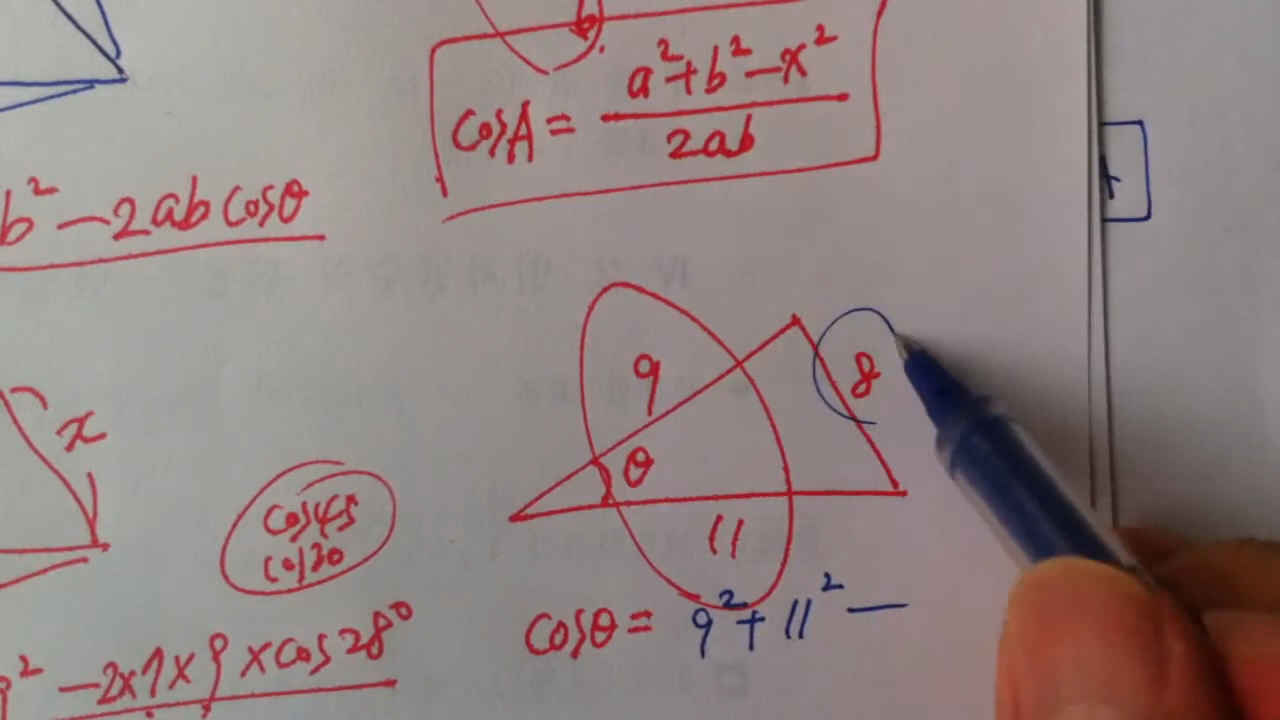 cosA = a²+b²−x² / 2ab
b² − 2ab cosθ
x
9
8
θ
11
cos45
cos30
cosθ = 9² + 11² −
² − 2×7×9×cos28°